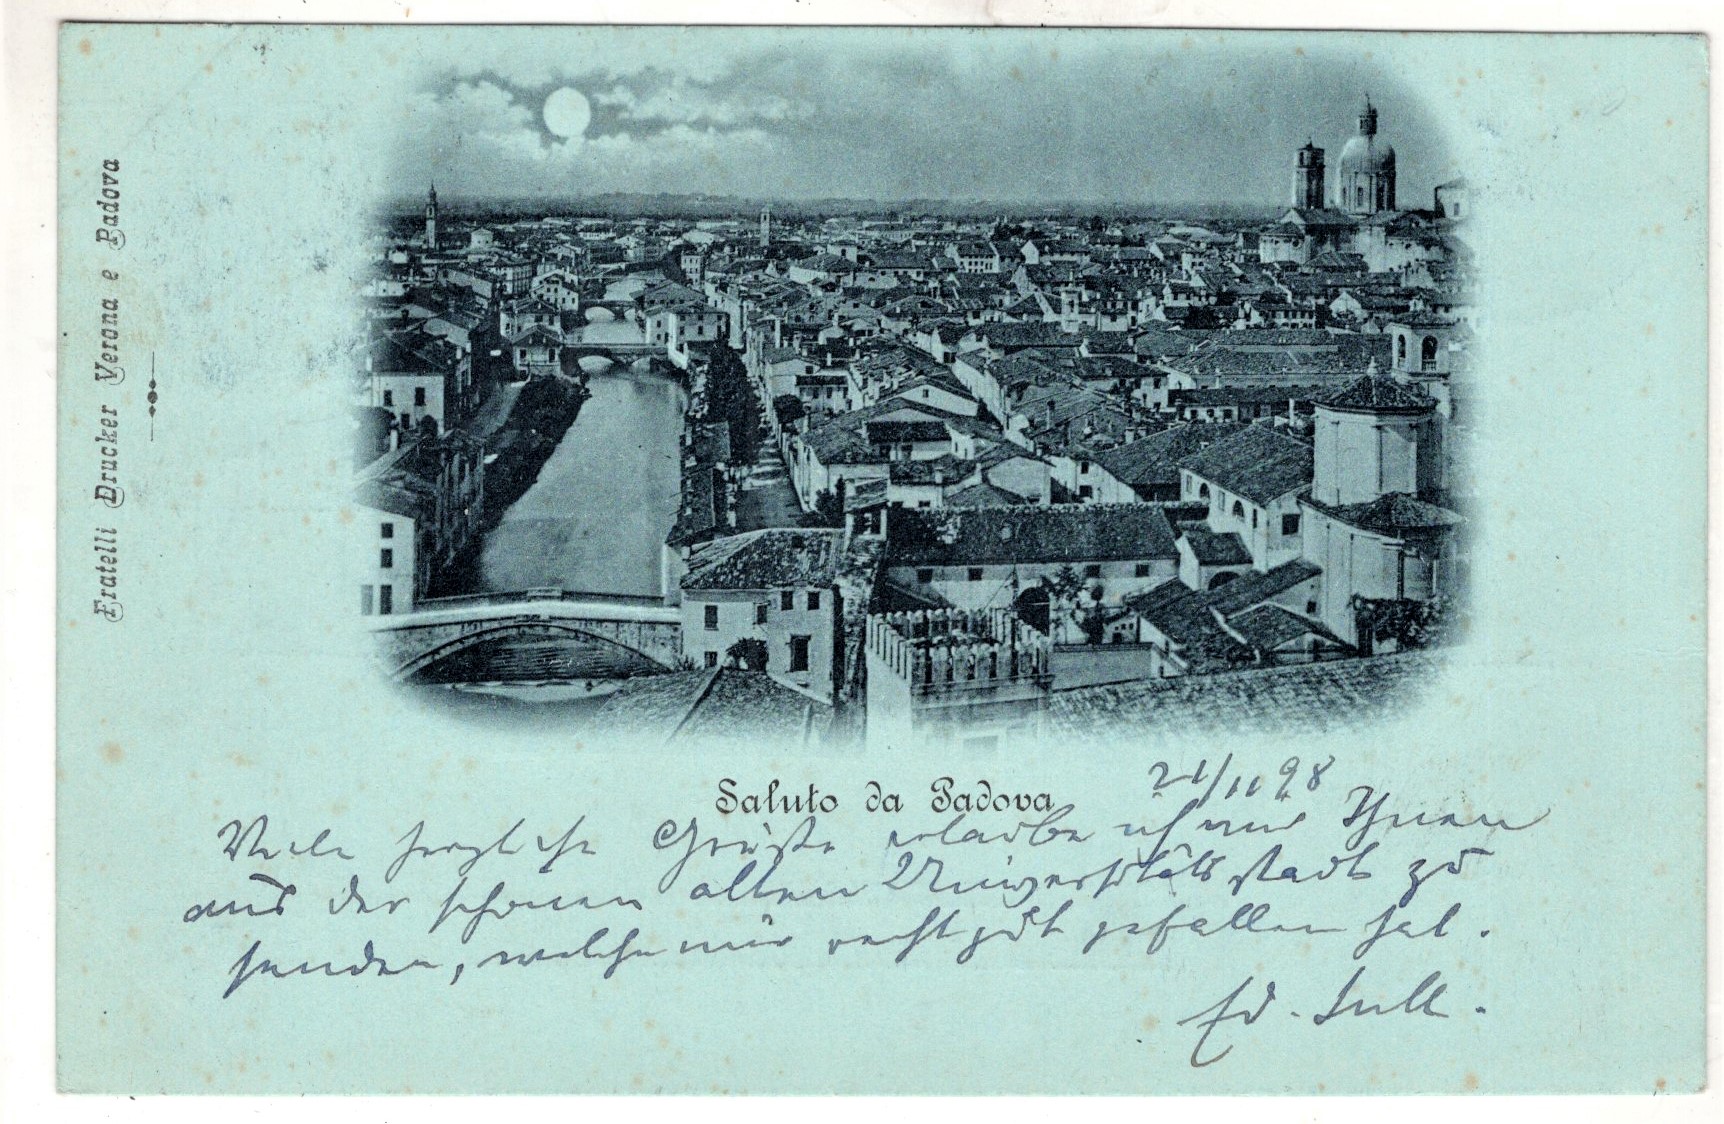 Fratelli Drucker Verona e Padova
Saluto da Padova
21/11 98
Viele herzliche Grüße erlaube ich mir Ihnen
aus der schönen alten Universitätsstadt zu
senden, welche mir recht gut gefallen hat.
Ed.